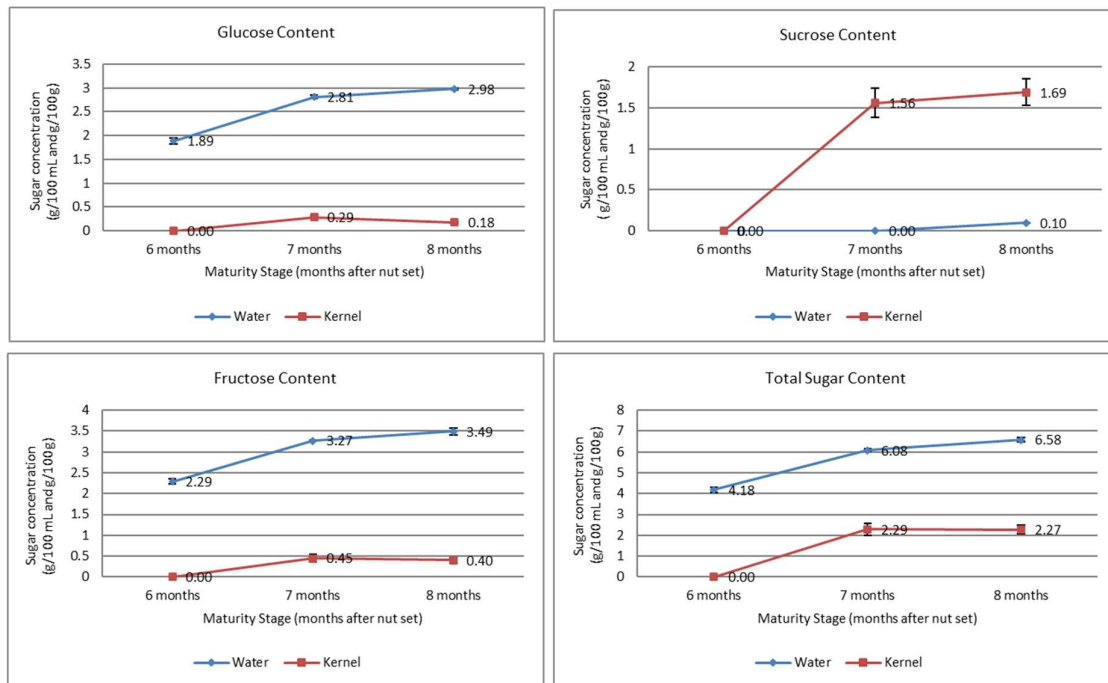 Glucose Content
Sugar concentration
(g/100 mL and g/100g)
3.5
3
2.5
2
1.5
1
0.5
0
1.89
2.81
2.98
0.00
0.29
0.18
6 months
7 months
8 months
Maturity Stage (months after nut set)
Water
Kernel
Sucrose Content
Sugar concentration
( g/100 mL and g/100g)
2
1.5
1
0.5
0
1.56
1.69
0.00
0.00
0.10
6 months
7 months
8 months
Maturity Stage (months after nut set)
Water
Kernel
Fructose Content
Sugar concentration
(g/100 mL and g/100g)
4
3.5
3
2.5
2
1.5
1
0.5
0
2.29
3.27
3.49
0.00
0.45
0.40
6 months
7 months
8 months
Maturity Stage (months after nut set)
Water
Kernel
Total Sugar Content
Sugar concentration
(g/100 mL and g/100g)
8
7
6
5
4
3
2
1
0
4.18
6.08
6.58
0.00
2.29
2.27
6 months
7 months
8 months
Maturity Stage (months after nut set)
Water
Kernel